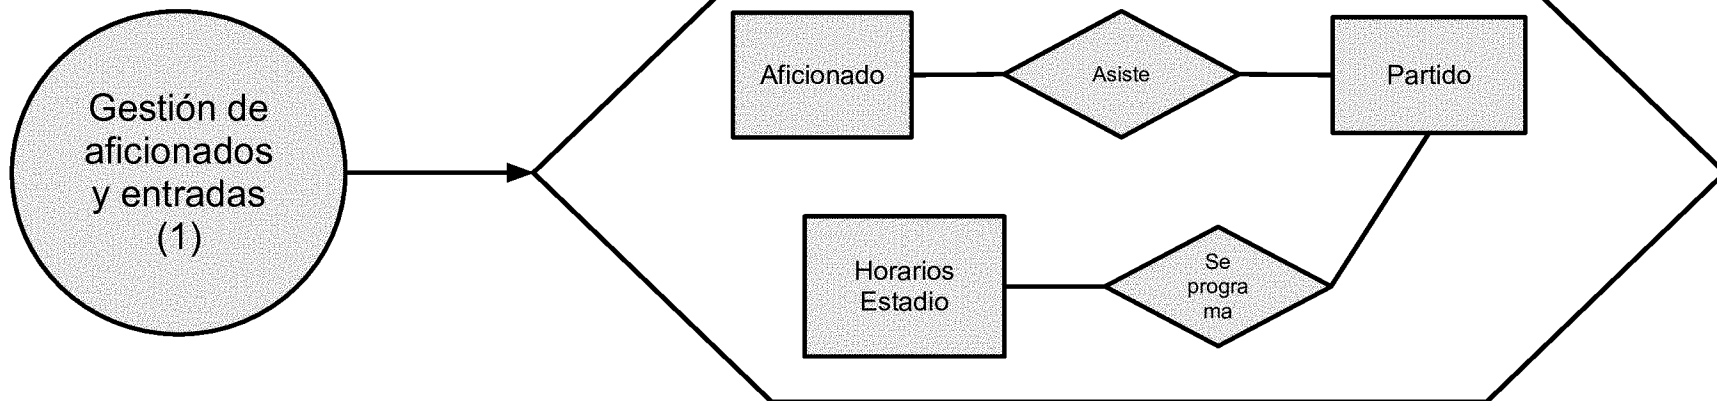 Gestión de
aficionados
y entradas
(1)
Aficionado
Asiste
Partido
Horarios
Estadio
Se
progra
ma